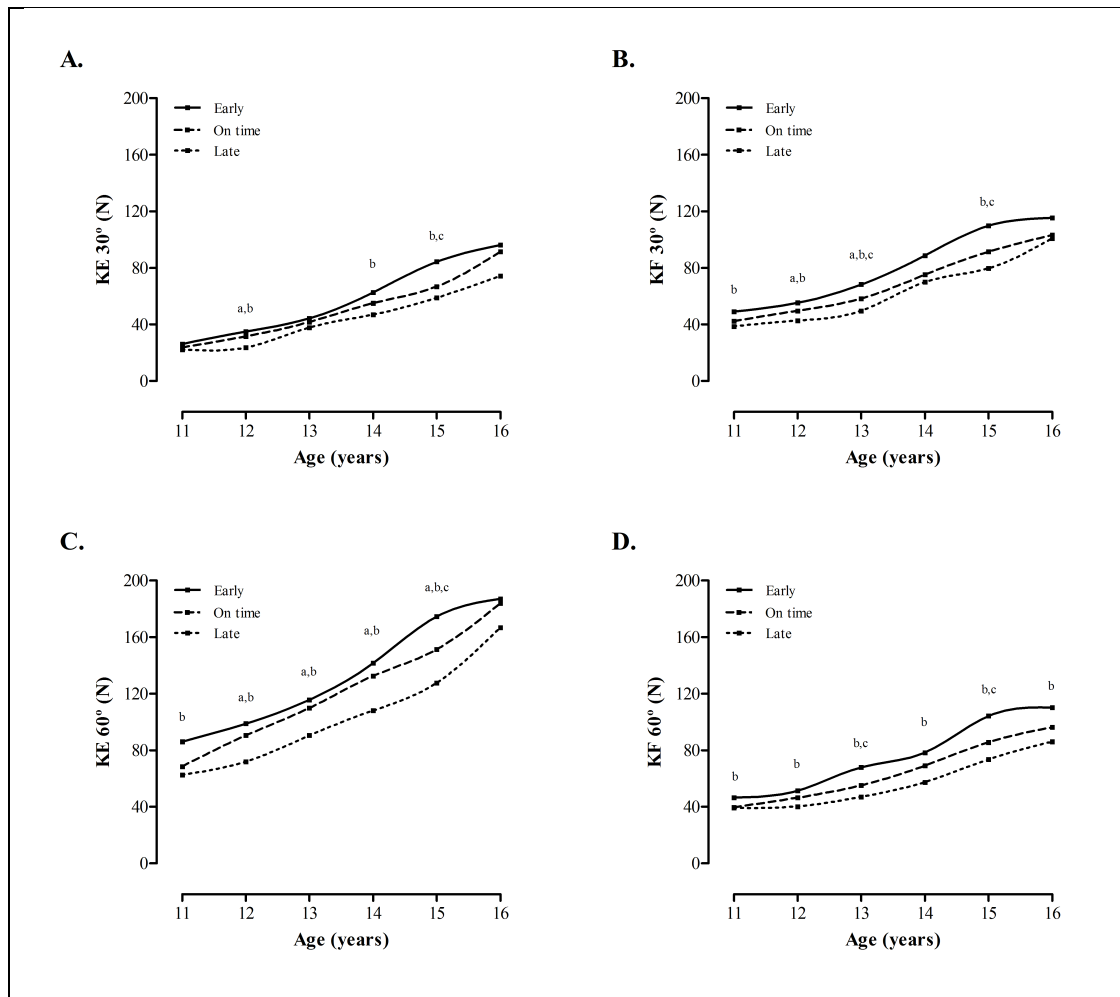 A.
200
160
120
80
40
0
KE 30º (N)
Early
On time
Late
a,b
b
b,c
11 12 13 14 15 16
Age (years)
B.
200
160
120
80
40
0
KF 30º (N)
Early
On time
Late
b
a,b
a,b,c
b,c
11 12 13 14 15 16
Age (years)
C.
200
160
120
80
40
0
KE 60º (N)
Early
On time
Late
b
a,b
a,b
a,b
a,b,c
11 12 13 14 15 16
Age (years)
D.
200
160
120
80
40
0
KF 60º (N)
Early
On time
Late
b
b
b,c
b
b,c
b
11 12 13 14 15 16
Age (years)